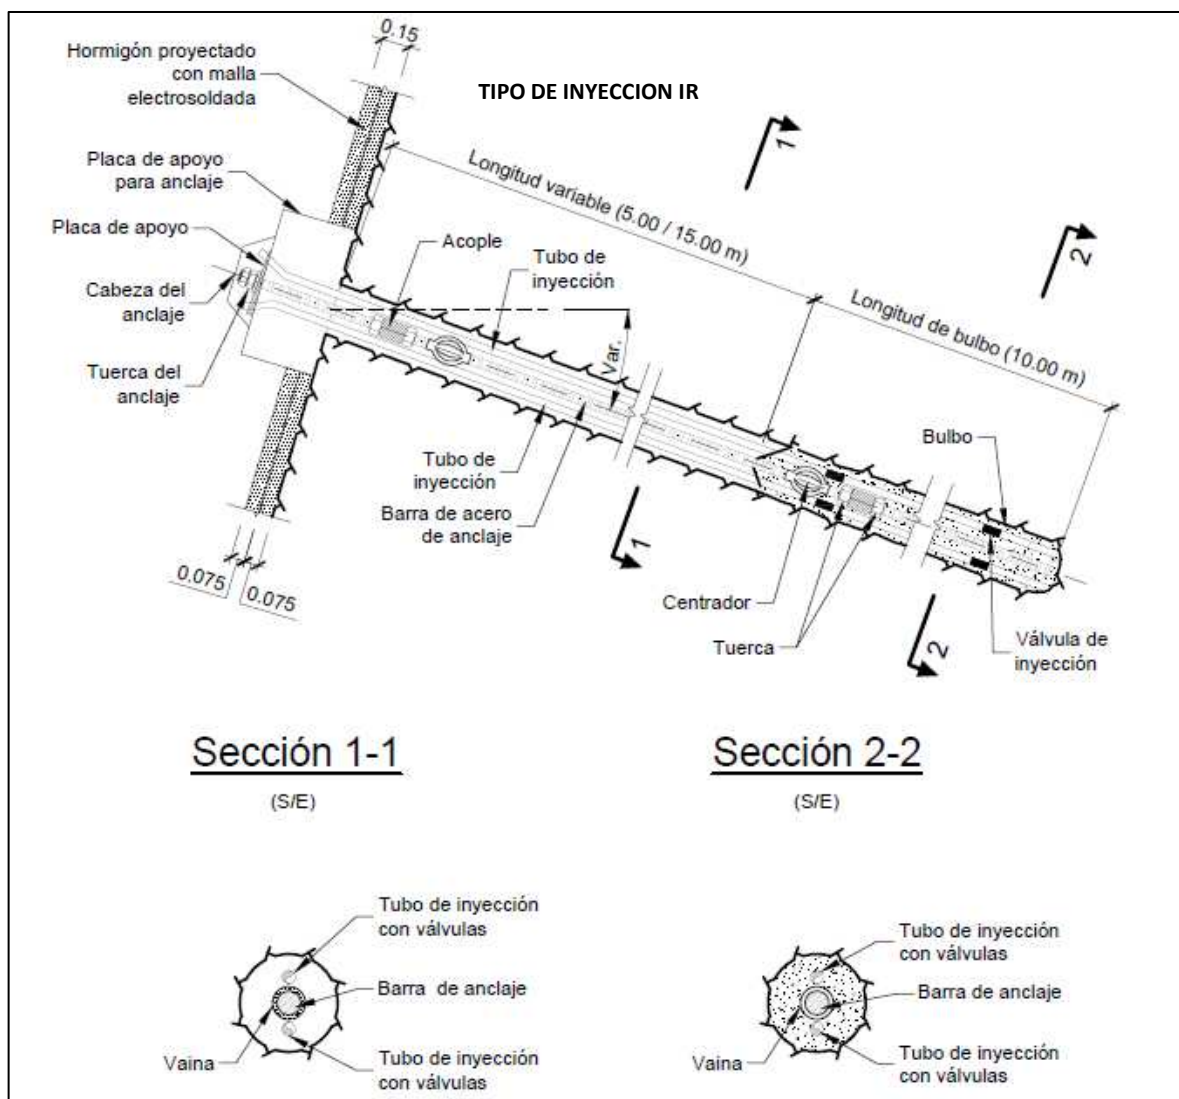 0.15
Hormigón proyectado
con malla
electrosoldada
TIPO DE INYECCION IR
Placa de apoyo
para anclaje
Placa de apoyo
Cabeza del
anclaje
Tuerca del
anclaje
Longitud variable (5.00 / 15.00 m)
1
2
Acople
Tubo de
inyección
Longitud de bulbo (10.00 m)
Var.
Bulbo
Tubo de
inyección
Barra de acero
de anclaje
1
0.075
0.075
Centrador
Tuerca
2
Válvula de
inyección
Sección 1-1
(S/E)
Sección 2-2
(S/E)
Tubo de inyección
con válvulas
Barra de anclaje
Vaina
Tubo de inyección
con válvulas
Tubo de inyección
con válvulas
Barra de anclaje
Vaina
Tubo de inyección
con válvulas